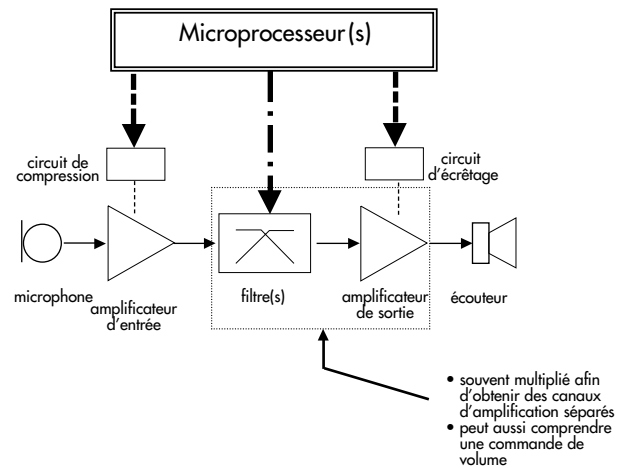 Microprocesseur(s)
circuit de
compression
circuit
d'écrêtage
microphone
amplificateur
d'entrée
filtre(s)
amplificateur
de sortie
écouteur
• souvent multiplié afin
d'obtenir des canaux
d'amplification séparés
• peut aussi comprendre
une commande de
volume